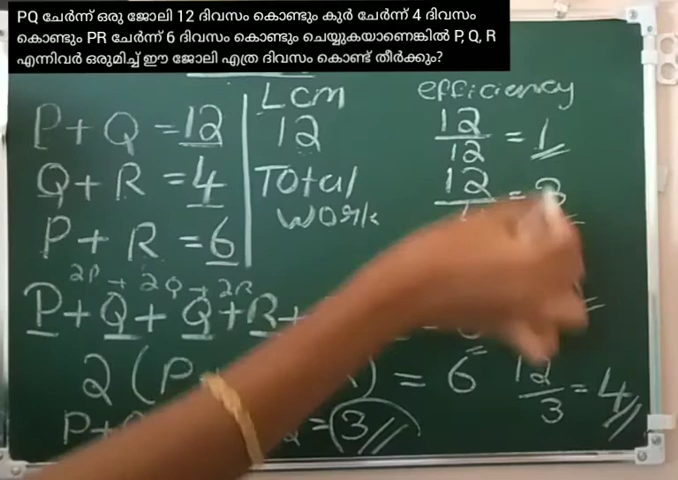 PQ ചേർന്ന് ഒരു ജോലി 12 ദിവസം കൊണ്ടും കുർ ചേർന്ന് 4 ദിവസം
കൊണ്ടും PR ചേർന്ന് 6 ദിവസം കൊണ്ടും ചെയ്യുകയാണെങ്കിൽ P, Q, R
എന്നിവർ ഒരുമിച്ച് ഈ ജോലി എത്ര ദിവസം കൊണ്ട് തീർക്കും?
P + Q = 12
Q + R = 4
P + R = 6
LCM
12
Total
work
efficiency
12/12 = 1
12/ = 3
2P → 2Q → 2R
P + Q + Q + R +
2 (P ) = 6
= 3
12/3 = 4